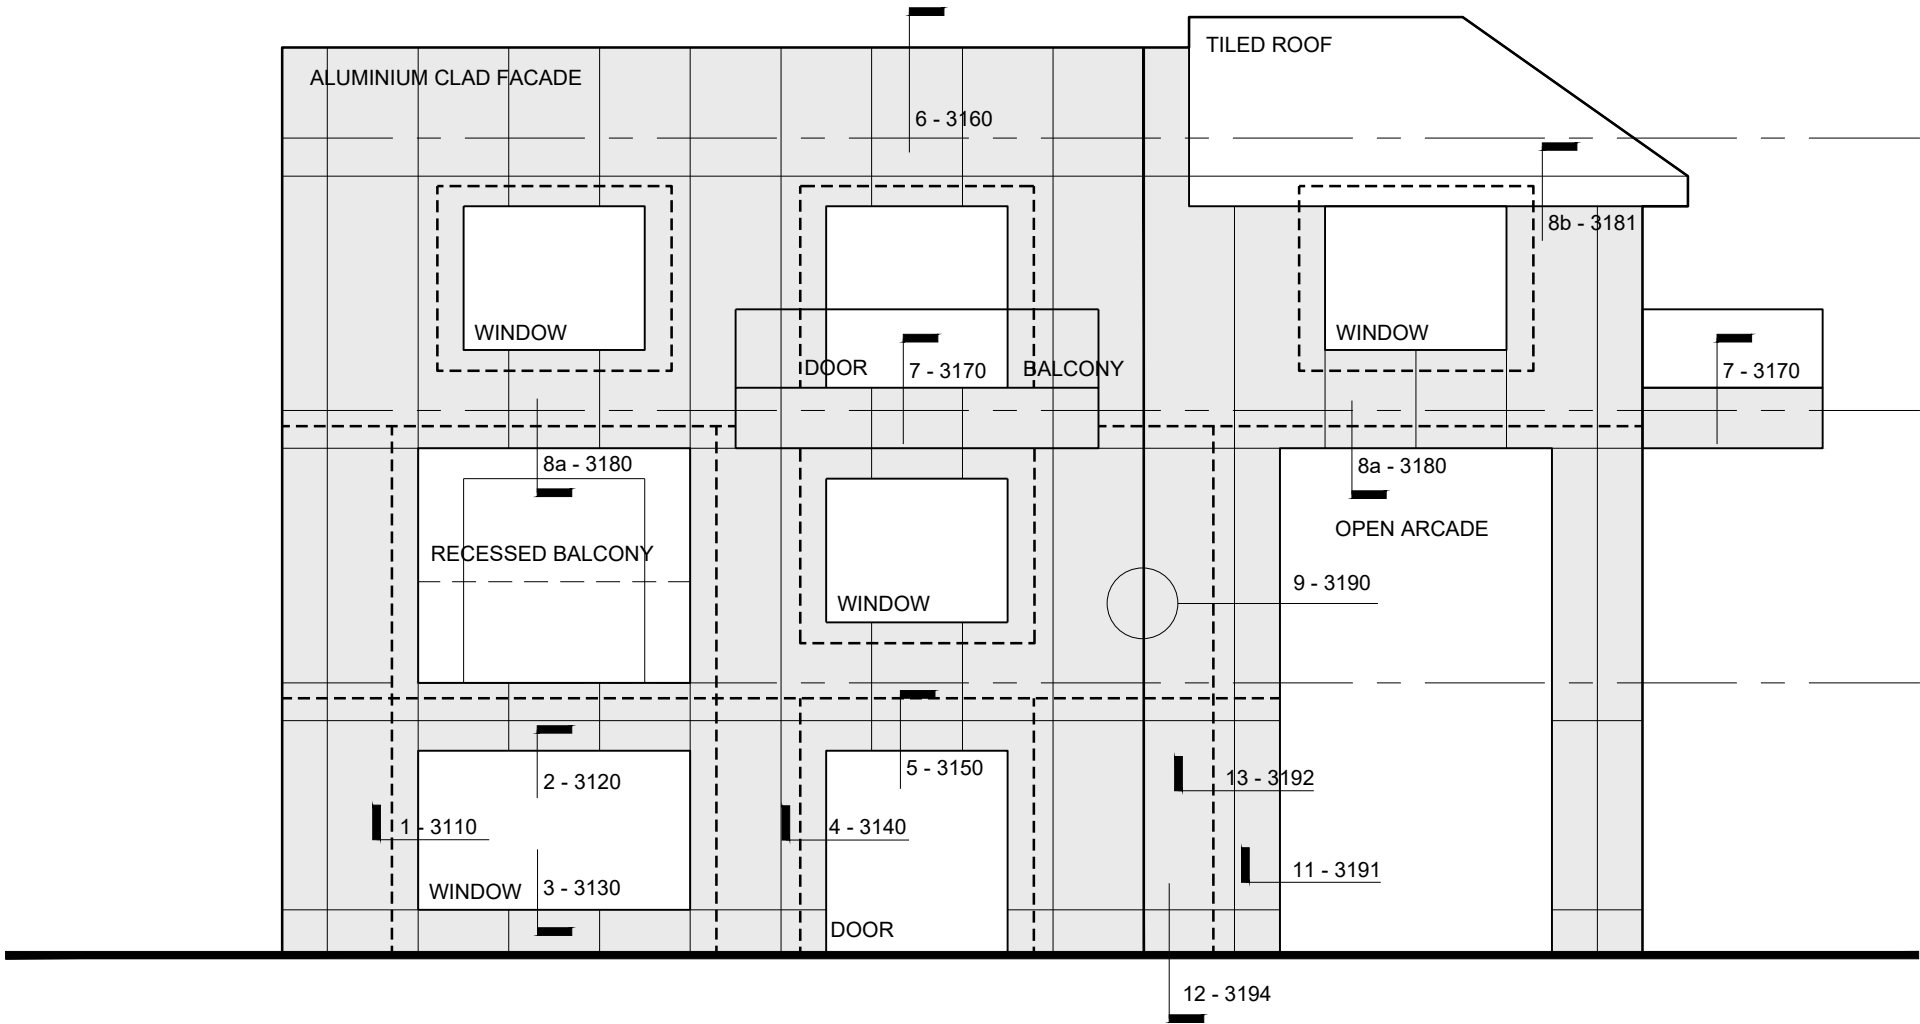 TILED ROOF
ALUMINIUM CLAD FACADE
6 - 3160
8b - 3181
WINDOW
WINDOW
DOOR
7 - 3170
BALCONY
7 - 3170
8a - 3180
8a - 3180
OPEN ARCADE
RECESSED BALCONY
9 - 3190
WINDOW
5 - 3150
13 - 3192
2 - 3120
1 - 3110
4 - 3140
11 - 3191
WINDOW
3 - 3130
DOOR
12 - 3194